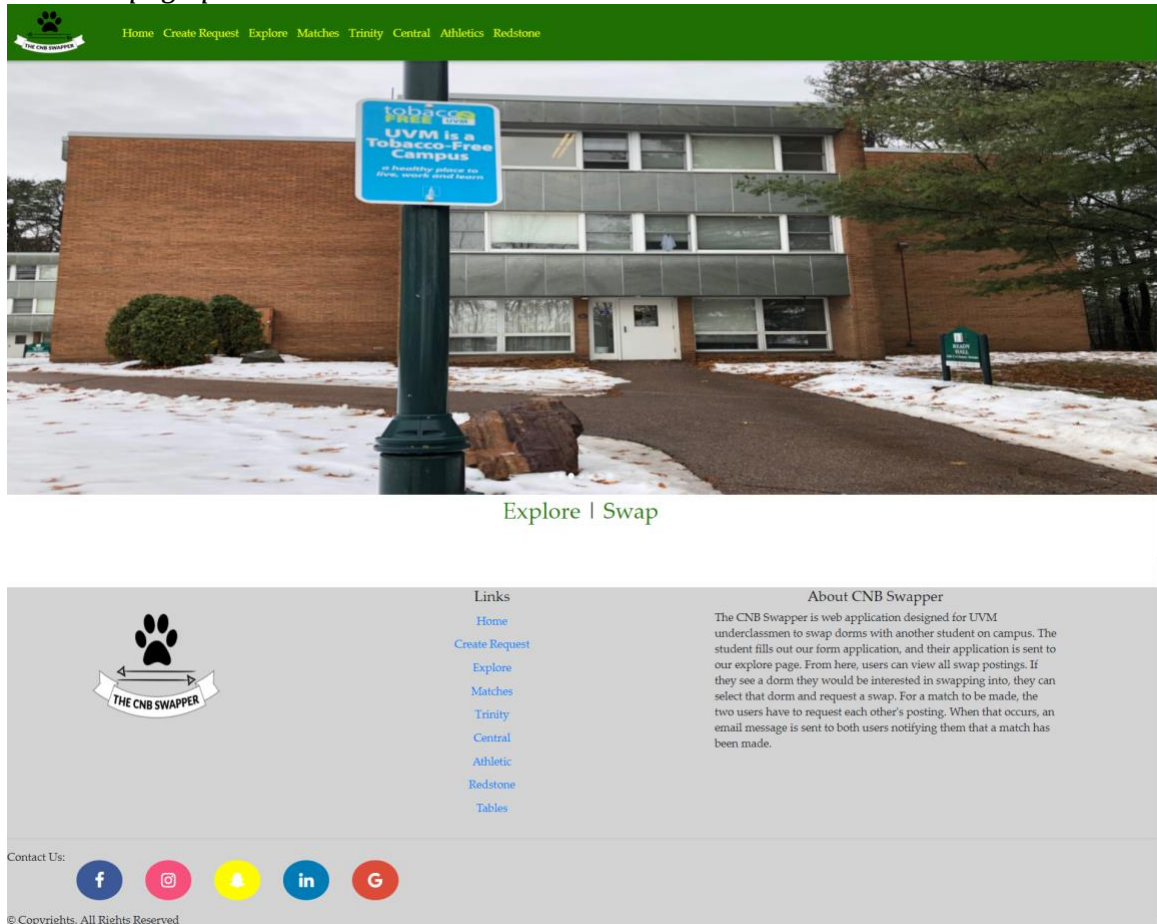 THE CNB SWAPPER
Home Create Request Explore Matches Trinity Central Athletics Redstone
tobacco
FREE UVM
UVM is a
Tobacco-Free
Campus
a healthy place to
live, work and learn
READY
HALL
Explore | Swap
THE CNB SWAPPER
Links
Home
Create Request
Explore
Matches
Trinity
Central
Athletic
Redstone
Tables
About CNB Swapper
The CNB Swapper is web application designed for UVM
underclassmen to swap dorms with another student on campus. The
student fills out our form application, and their application is sent to
our explore page. From here, users can view all swap postings. If
they see a dorm they would be interested in swapping into, they can
select that dorm and request a swap. For a match to be made, the
two users have to request each other's posting. When that occurs, an
email message is sent to both users notifying them that a match has
been made.
Contact Us:
f
in
G
© Copyrights. All Rights Reserved